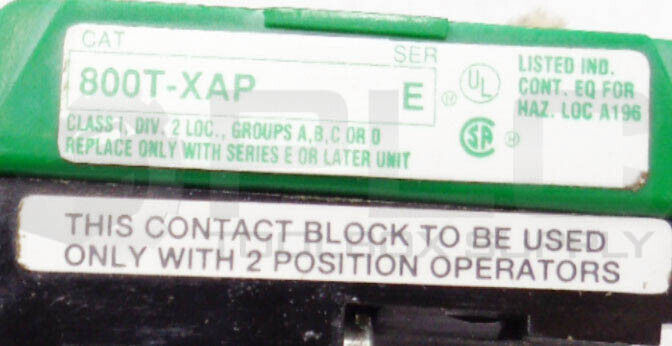 CAT SER
800T-XAP E
CLASS I, DIV. 2 LOC., GROUPS A,B,C OR D
REPLACE ONLY WITH SERIES E OR LATER UNIT
UL
LISTED IND.
CONT. EQ FOR
HAZ. LOC A196
THIS CONTACT BLOCK TO BE USED
ONLY WITH 2 POSITION OPERATORS